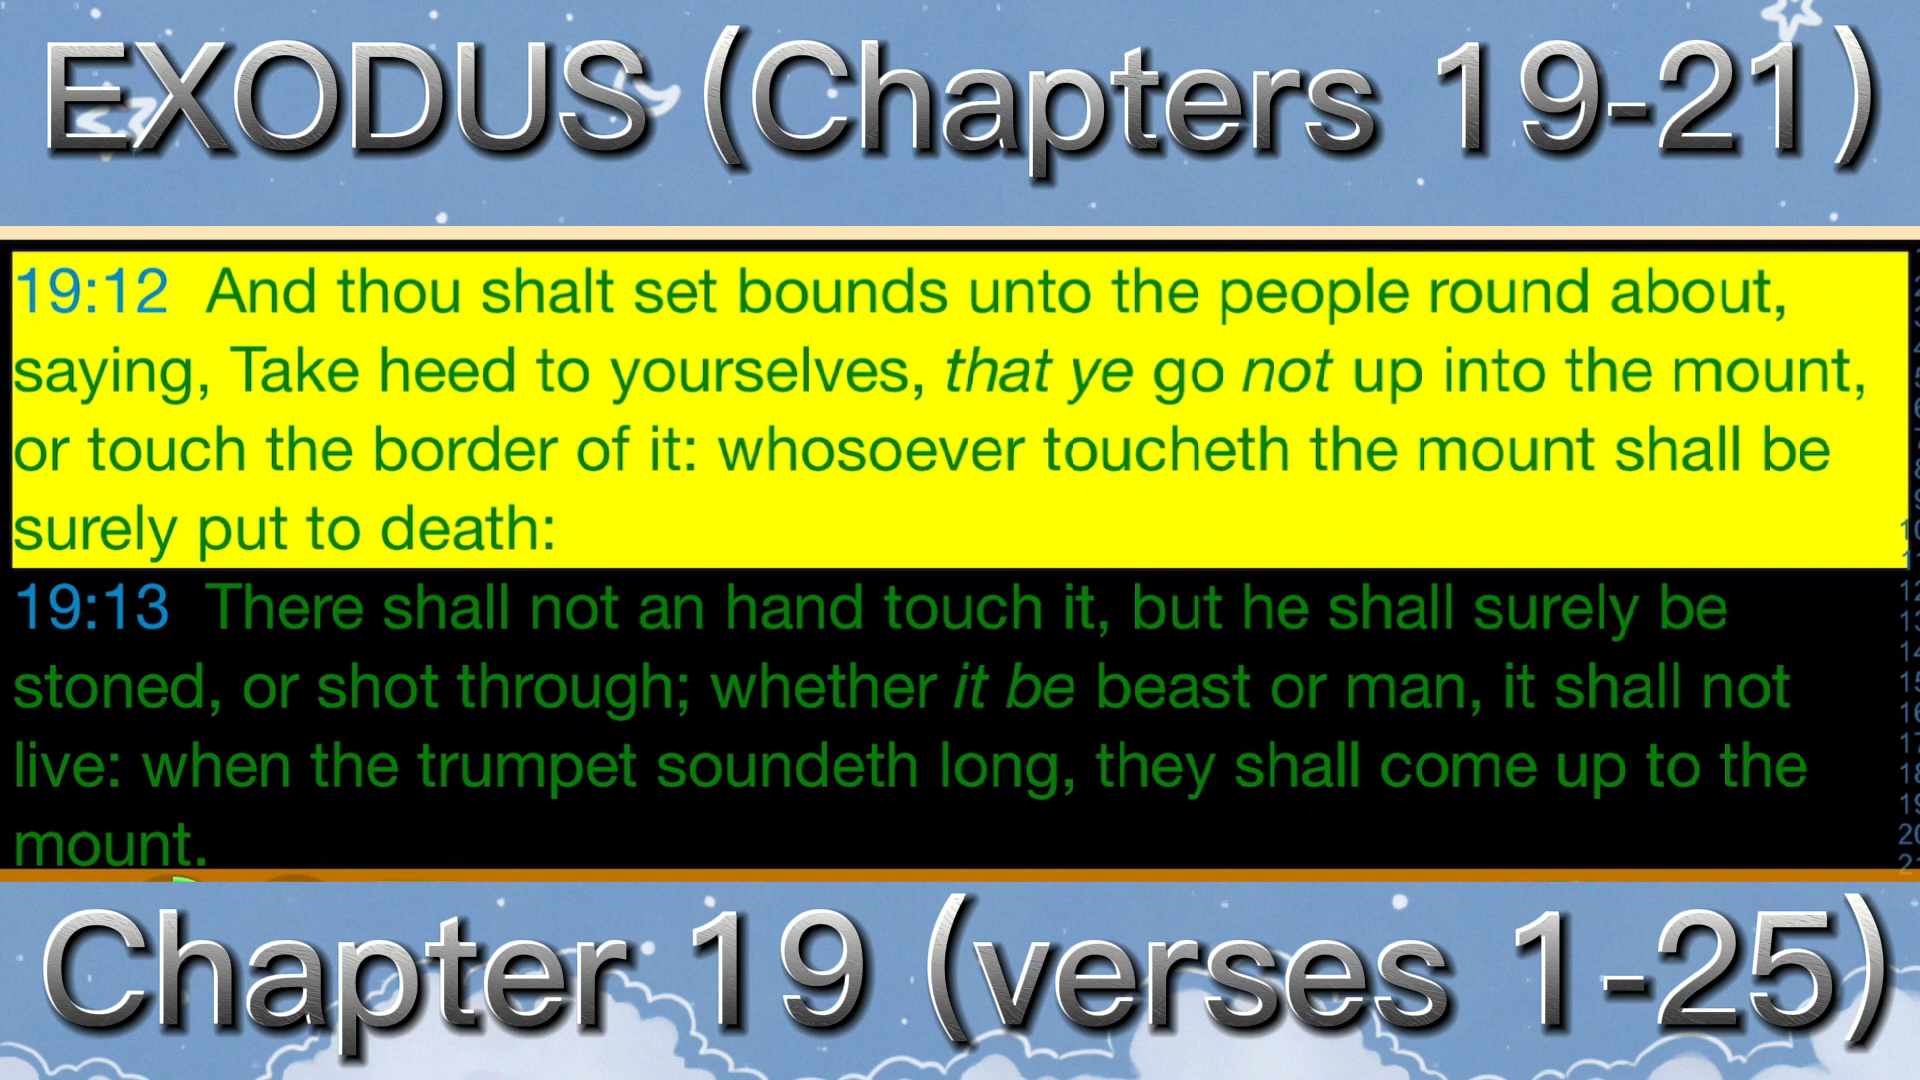 EXODUS (Chapters 19-21)
19:12 And thou shalt set bounds unto the people round about,
saying, Take heed to yourselves, that ye go not up into the mount,
or touch the border of it: whosoever toucheth the mount shall be
surely put to death:
19:13 There shall not an hand touch it, but he shall surely be
stoned, or shot through; whether it be beast or man, it shall not
live: when the trumpet soundeth long, they shall come up to the
mount.
Chapter 19 (verses 1-25)